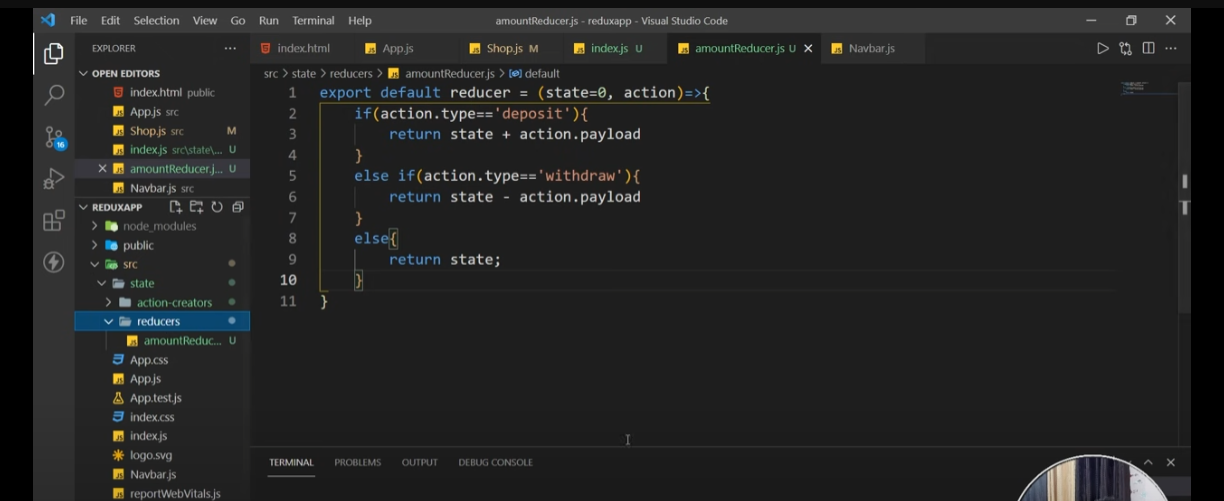 File Edit Selection View Go Run Terminal Help
amountReducer.js - reduxapp - Visual Studio Code
EXPLORER
index.html
App.js
Shop.js M
index.js U
amountReducer.js U
Navbar.js
OPEN EDITORS
index.html public
App.js src
Shop.js src M
index.js src\state\... U
amountReducer.j... U
Navbar.js src
REDUXAPP
node_modules
public
src
state
action-creators
reducers
amountReduc... U
App.css
App.js
App.test.js
index.css
index.js
logo.svg
Navbar.js
reportWebVitals.js
16
src > state > reducers > amountReducer.js > default
1 export default reducer = (state=0, action)=>{
2 if(action.type=='deposit'){
3 return state + action.payload
4 }
5 else if(action.type=='withdraw'){
6 return state - action.payload
7 }
8 else{
9 return state;
10 }
11 }
TERMINAL PROBLEMS OUTPUT DEBUG CONSOLE